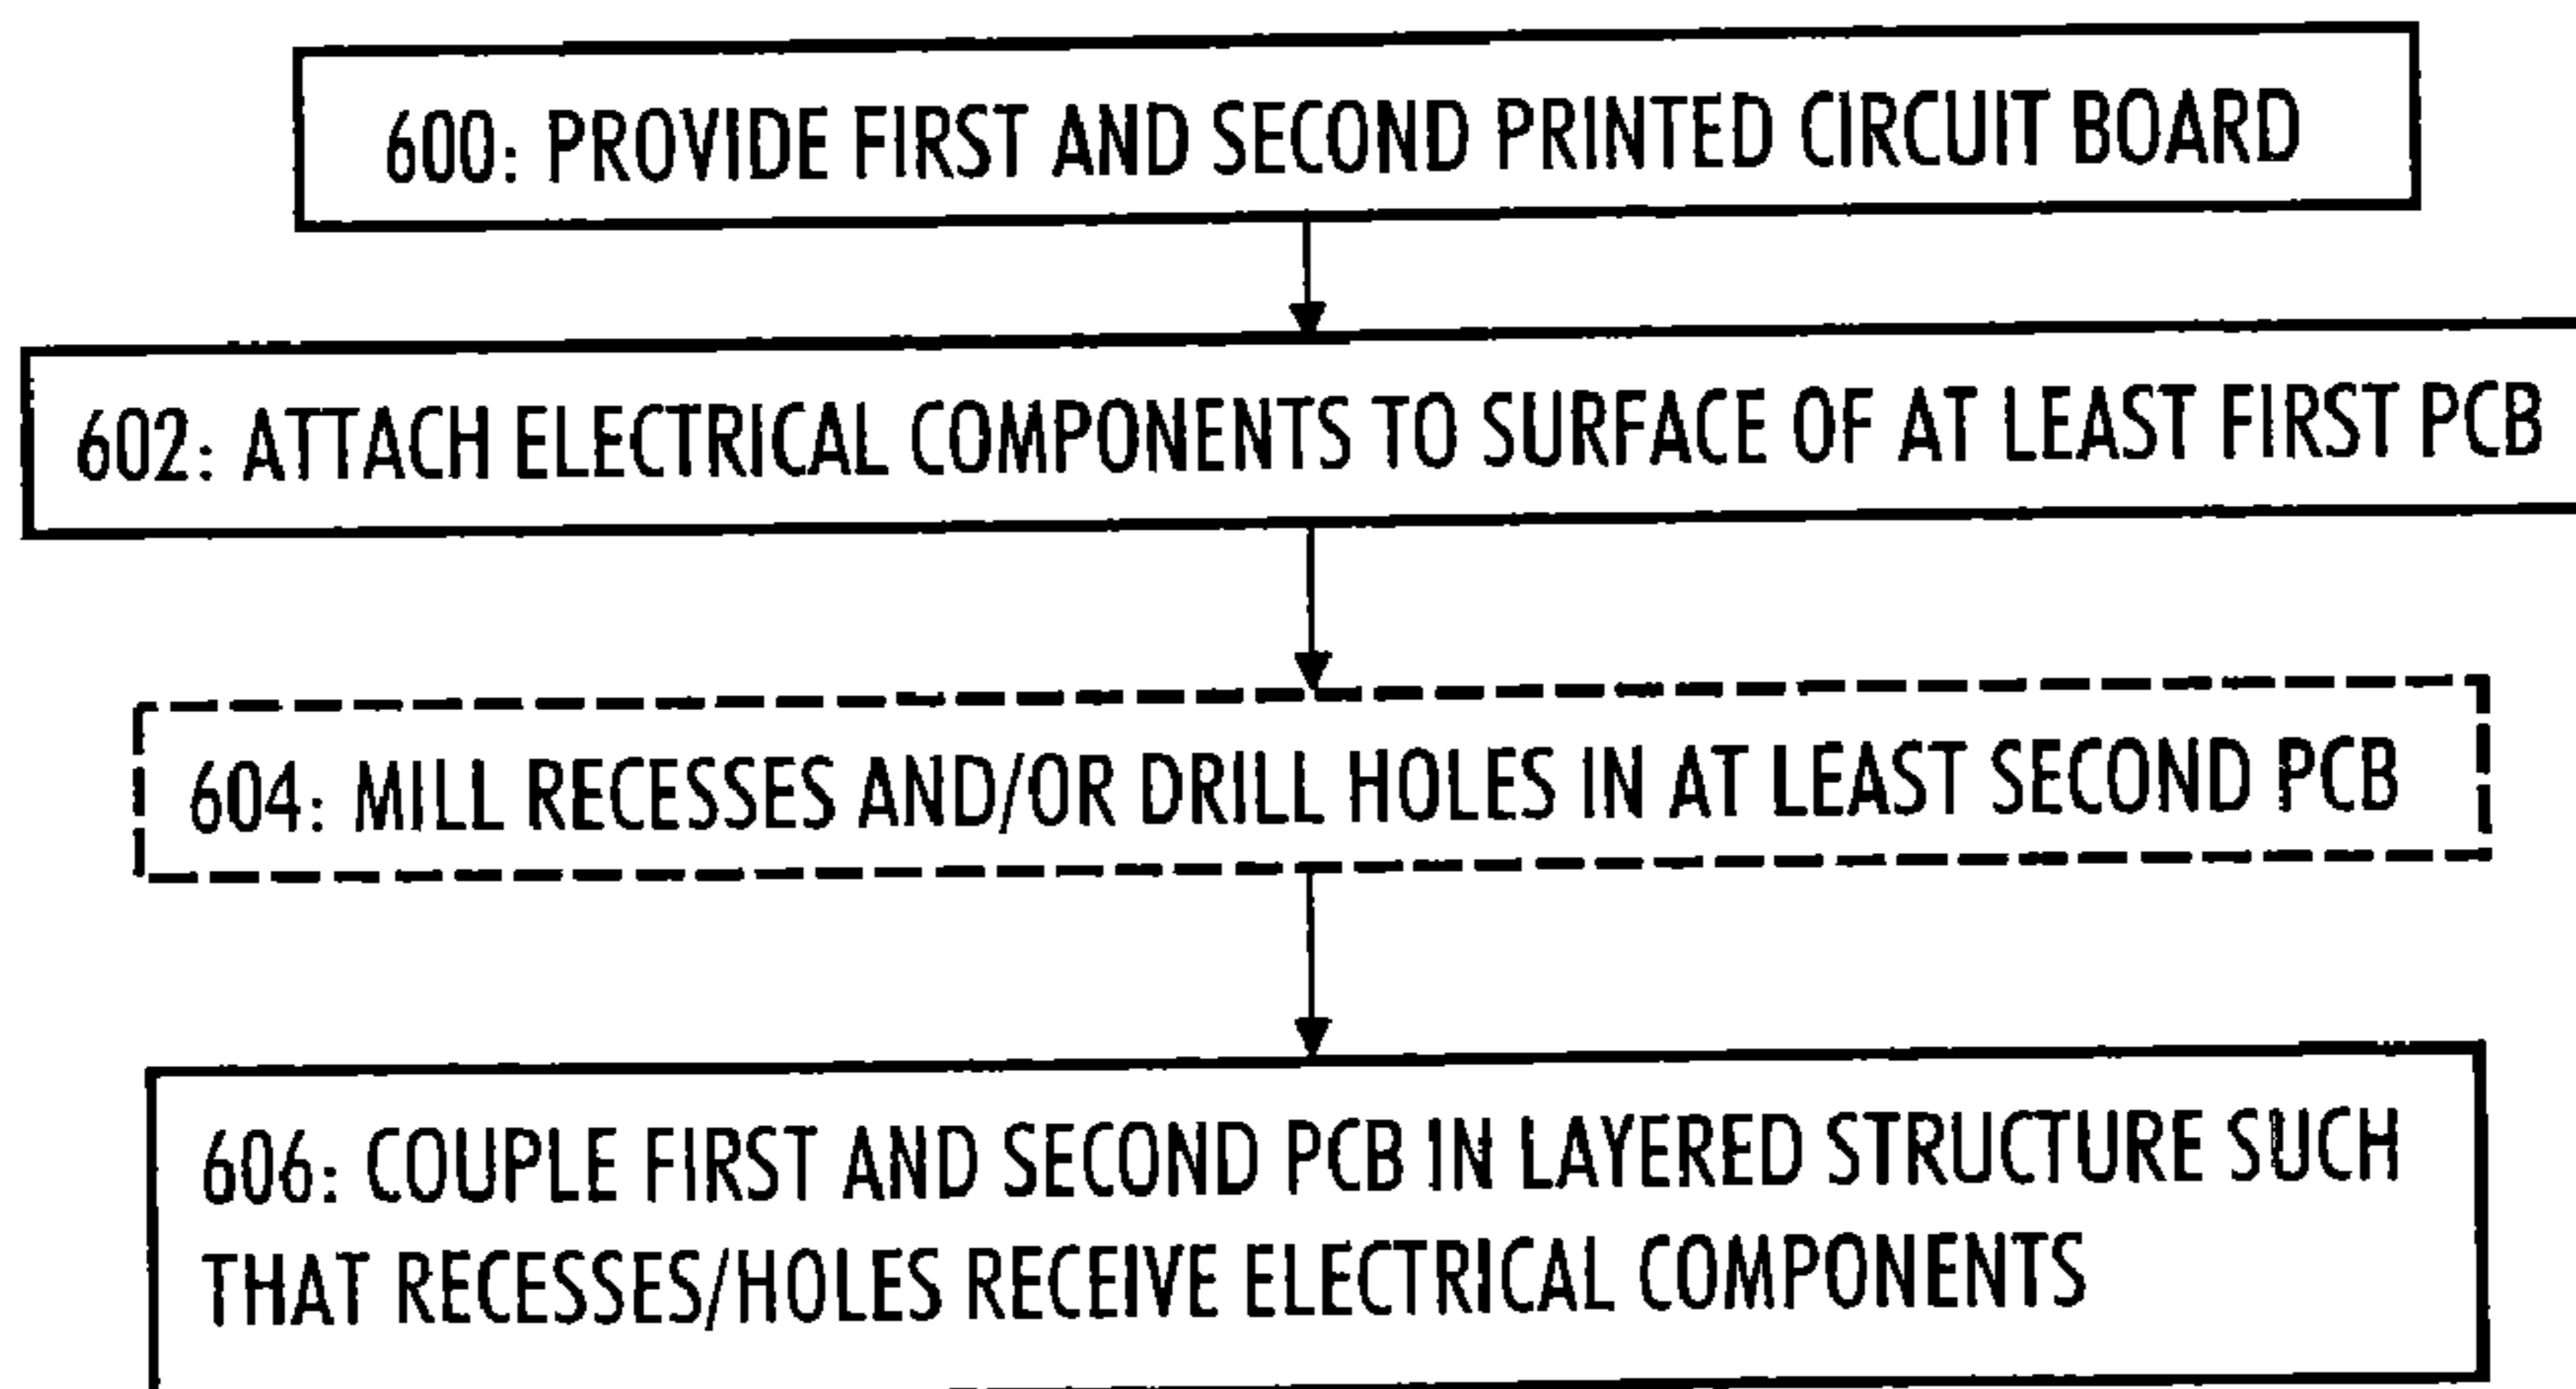 600: PROVIDE FIRST AND SECOND PRINTED CIRCUIT BOARD
602: ATTACH ELECTRICAL COMPONENTS TO SURFACE OF AT LEAST FIRST PCB
604: MILL RECESSES AND/OR DRILL HOLES IN AT LEAST SECOND PCB
606: COUPLE FIRST AND SECOND PCB IN LAYERED STRUCTURE SUCH
THAT RECESSES/HOLES RECEIVE ELECTRICAL COMPONENTS